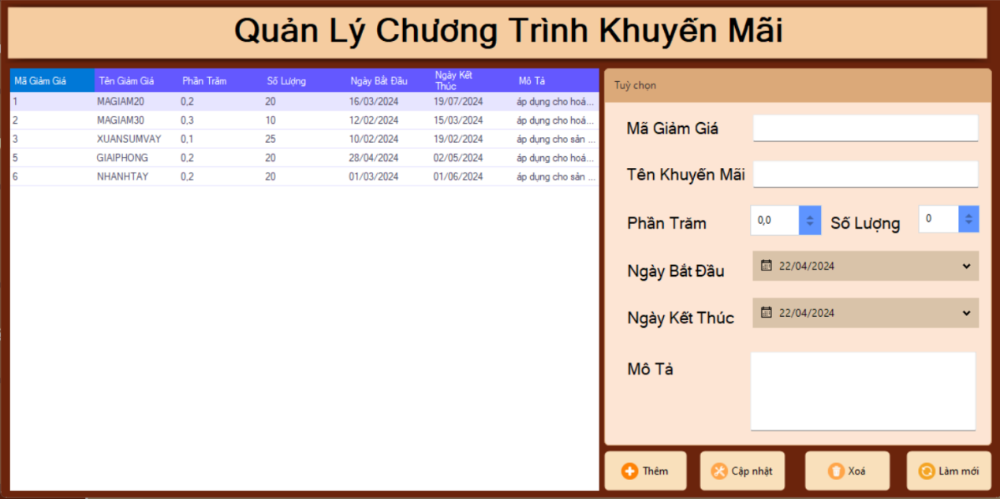 Quản Lý Chương Trình Khuyến Mãi
Mã Giảm Giá Tên Giảm Giá Phần Trăm Số Lượng Ngày Bắt Đầu Ngày Kết Thúc Mô Tả
1 MAGIAM20 0,2 20 16/03/2024 19/07/2024 áp dụng cho hoá...
2 MAGIAM30 0,3 10 12/02/2024 15/03/2024 áp dụng cho hoá...
3 XUANSUMVAY 0,1 25 10/02/2024 19/02/2024 áp dụng cho sản ...
5 GIAIPHONG 0,2 20 28/04/2024 02/05/2024 áp dụng cho hoá...
6 NHANHTAY 0,2 20 01/03/2024 01/06/2024 áp dụng cho sản ...
Tuỳ chọn
Mã Giảm Giá
Tên Khuyến Mãi
Phần Trăm 0,0 Số Lượng 0
Ngày Bắt Đầu 22/04/2024
Ngày Kết Thúc 22/04/2024
Mô Tả
Thêm Cập nhật Xoá Làm mới